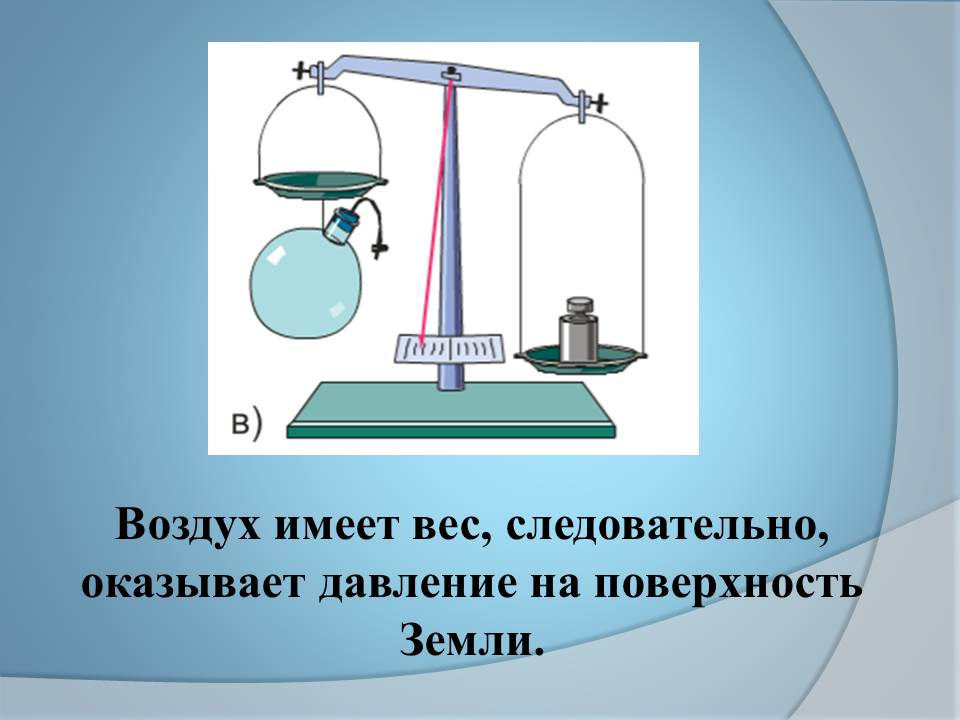 в)
Воздух имеет вес, следовательно,
оказывает давление на поверхность
Земли.